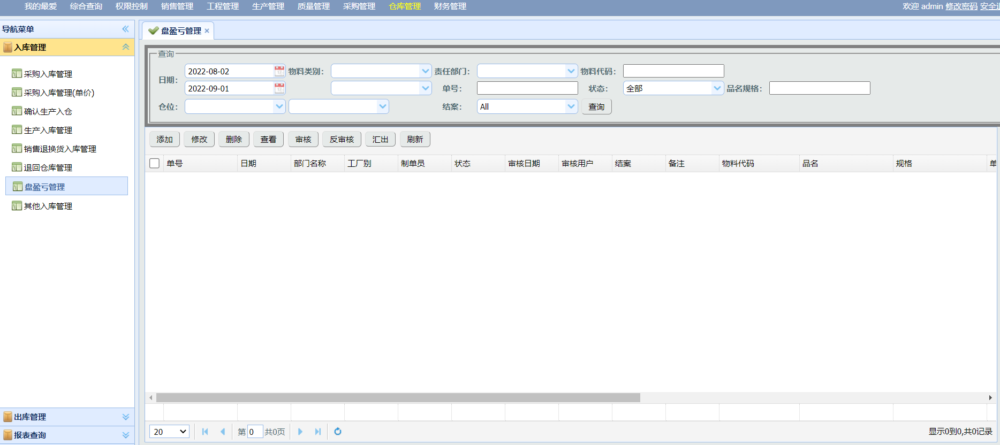 我的最爱 综合查询 权限控制 销售管理 工程管理 生产管理 质量管理 采购管理 仓库管理 财务管理 欢迎 admin 修改密码
导航菜单
入库管理
采购入库管理
采购入库管理(单价)
确认生产入仓
生产入库管理
销售退换货入库管理
退回仓库管理
盘盈亏管理
其他入库管理
出库管理
报表查询
盘盈亏管理
查询
日期: 2022-08-02 物料类别: 责任部门: 物料代码:
2022-09-01 单号: 状态: 全部 品名规格:
仓位: 结案: All 查询
添加 修改 删除 查看 审核 反审核 汇出 刷新
单号 日期 部门名称 工厂别 制单员 状态 审核日期 审核用户 结案 备注 物料代码 品名 规格
20 第 0 共0页 显示0到0,共0记录